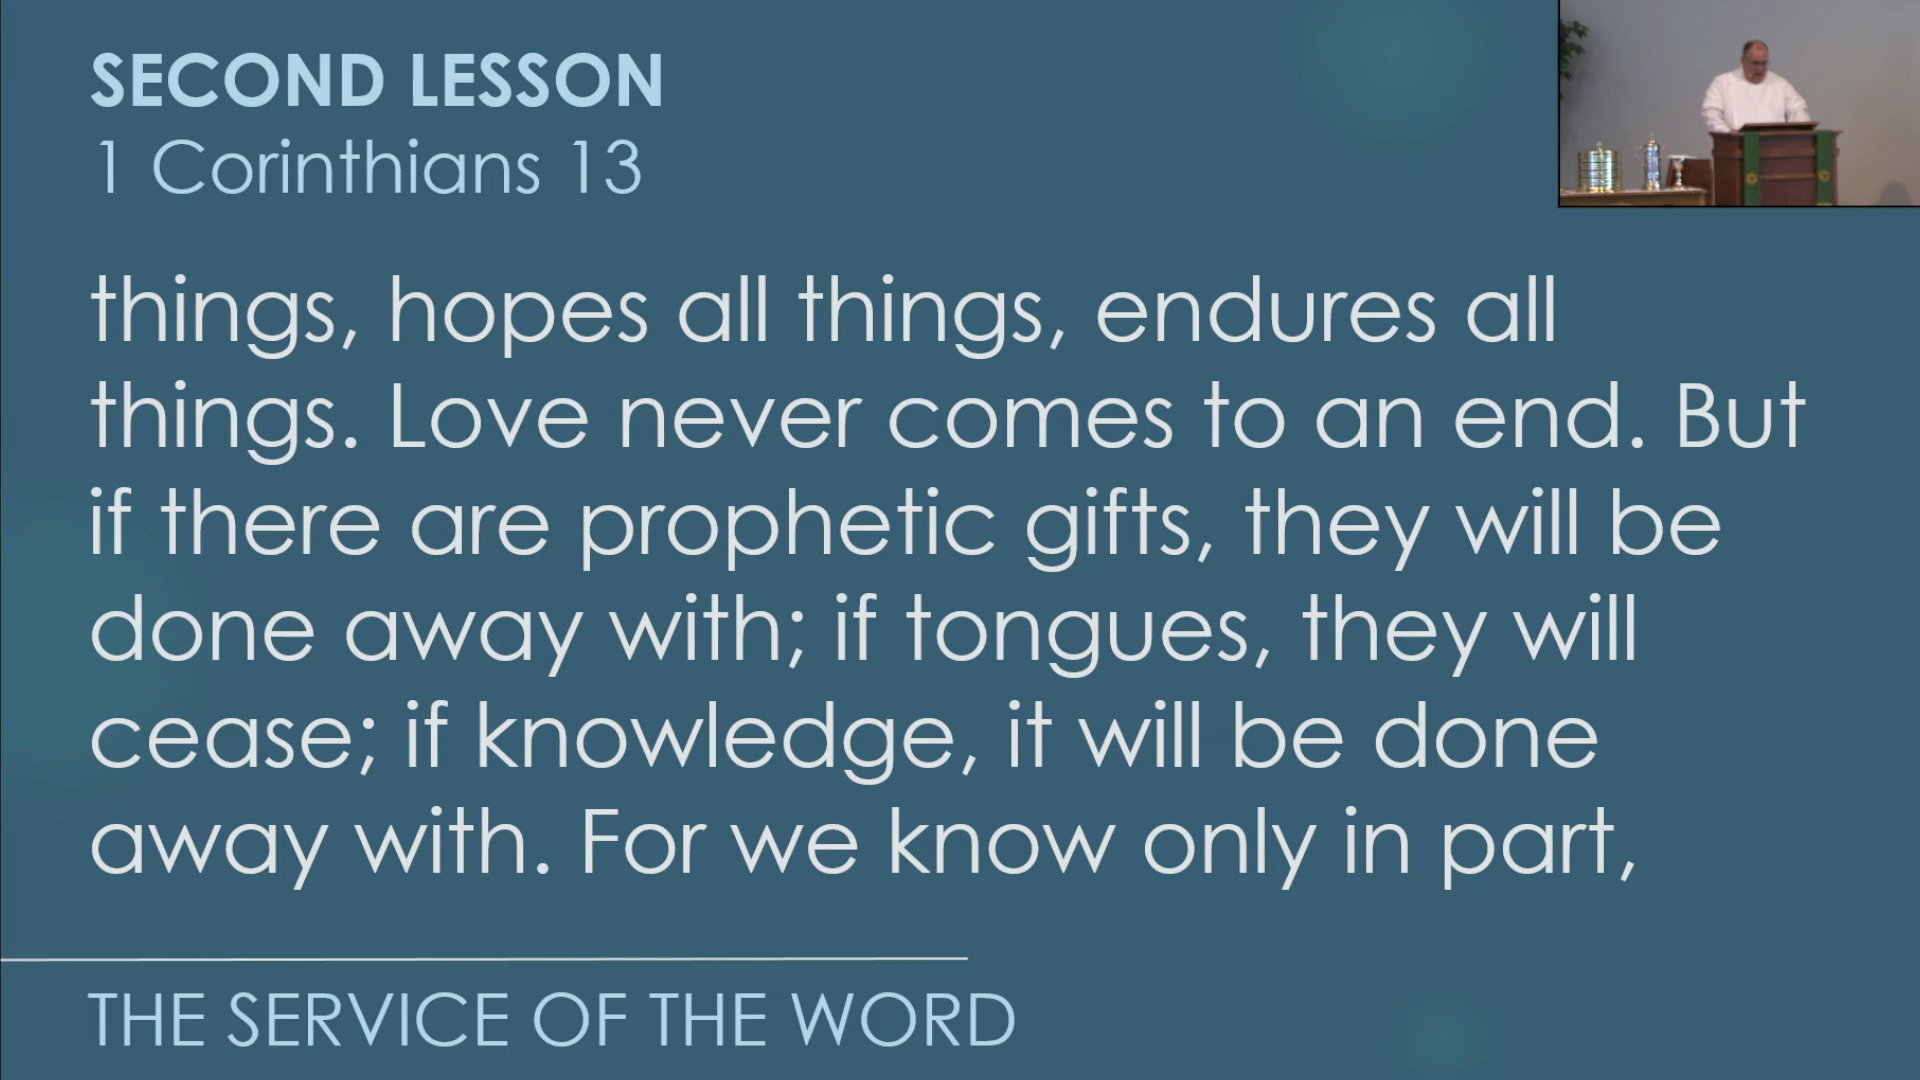 SECOND LESSON
1 Corinthians 13
things, hopes all things, endures all
things. Love never comes to an end. But
if there are prophetic gifts, they will be
done away with; if tongues, they will
cease; if knowledge, it will be done
away with. For we know only in part,
THE SERVICE OF THE WORD